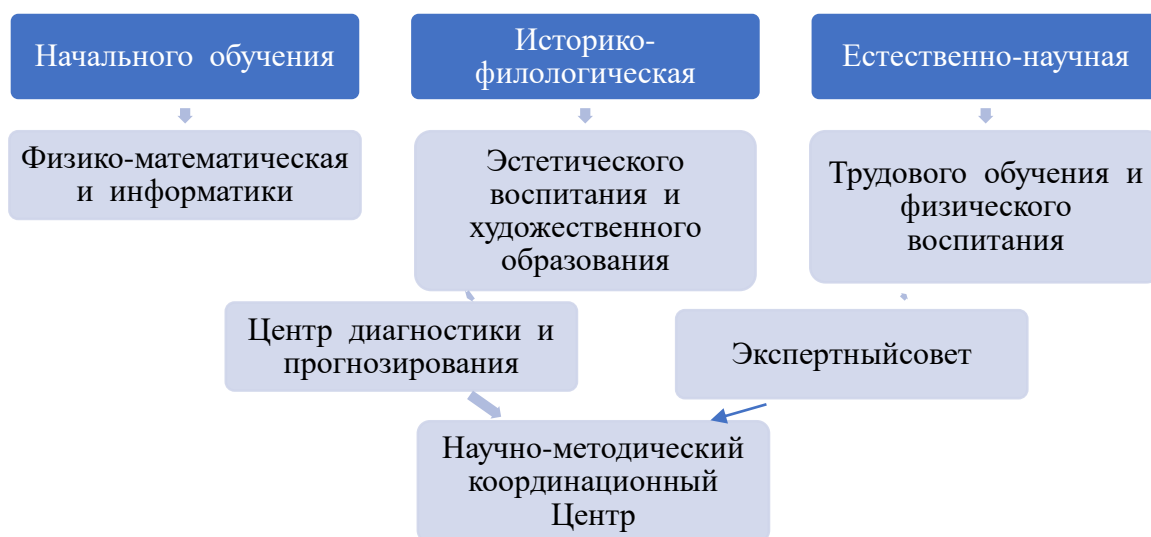 Начального обучения
Историко-
филологическая
Естественно-научная
Физико-математическая
и информатики
Эстетического
воспитания и
художественного
образования
Трудового обучения и
физического
воспитания
Центр диагностики и
прогнозирования
Экспертныйсовет
Научно-методический
координационный
Центр